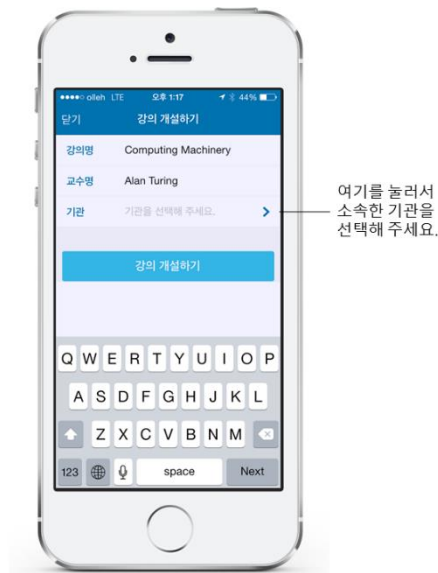 olleh LTE 오후 1:17 44%
닫기 강의 개설하기
강의명 Computing Machinery
교수명 Alan Turing
기관 기관을 선택해 주세요.
여기를 눌러서
소속한 기관을
선택해 주세요.
강의 개설하기
Q W E R T Y U I O P
A S D F G H J K L
Z X C V B N M
123 space Next